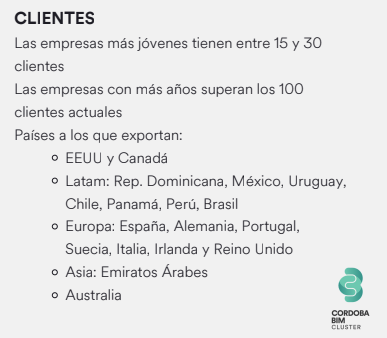 CLIENTES
Las empresas más jóvenes tienen entre 15 y 30
clientes
Las empresas con más años superan los 100
clientes actuales
Países a los que exportan:
EEUU y Canadá
Latam: Rep. Dominicana, México, Uruguay,
Chile, Panamá, Perú, Brasil
Europa: España, Alemania, Portugal,
Suecia, Italia, Irlanda y Reino Unido
Asia: Emiratos Árabes
Australia
CORDOBA
BIM
CLUSTER